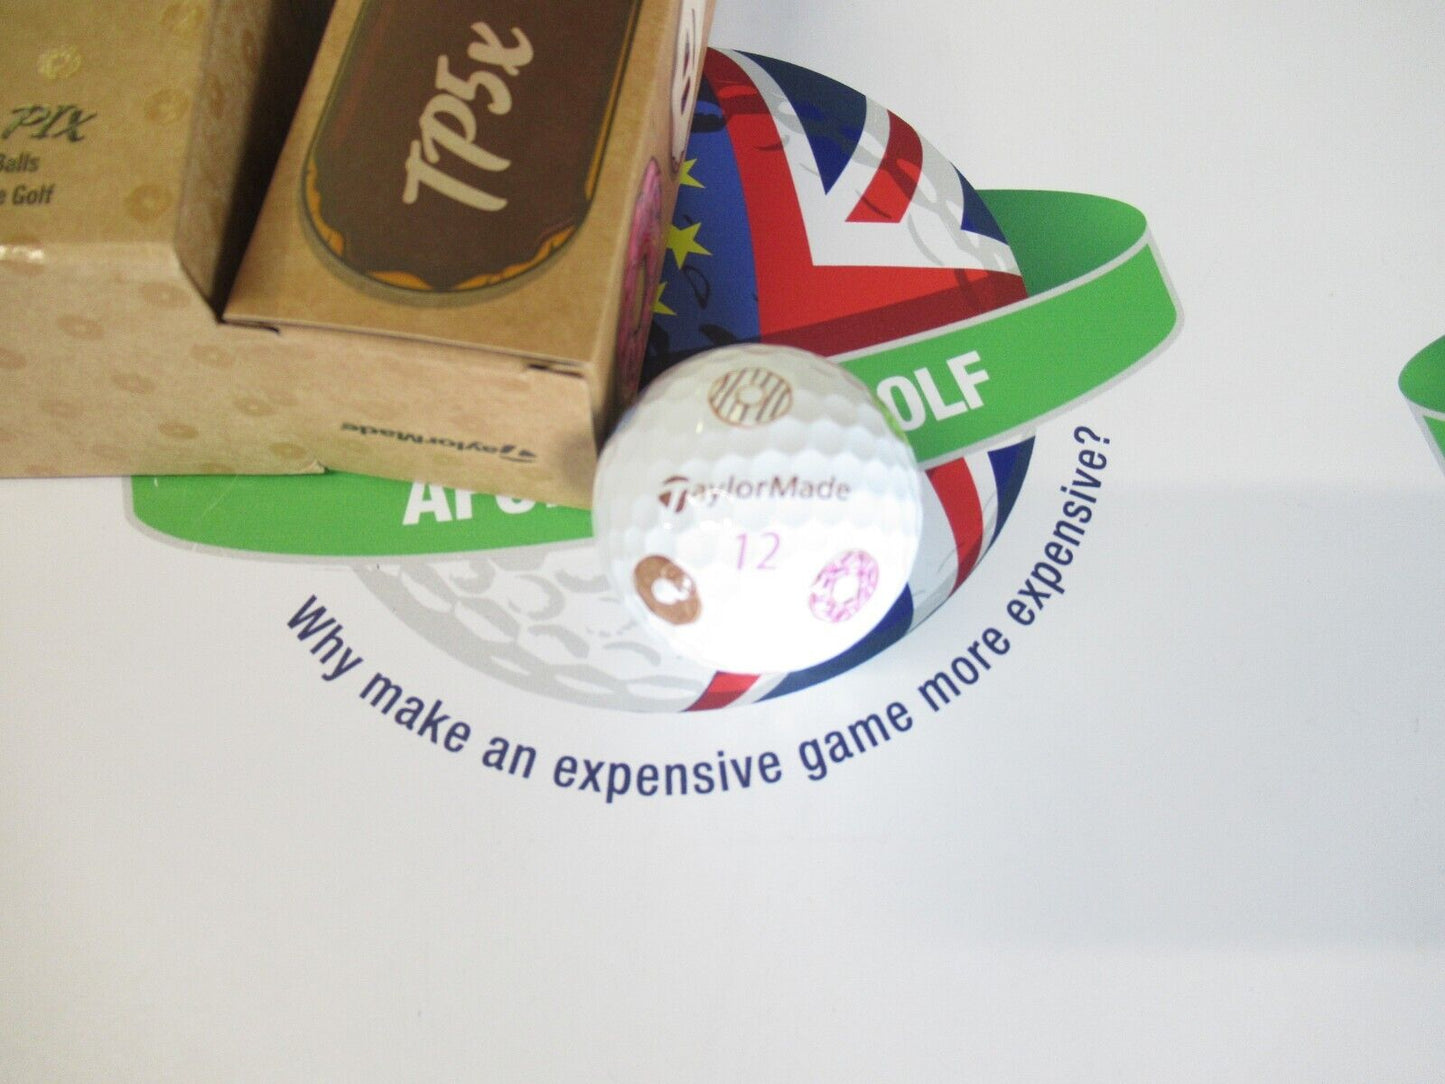 TP5x
PIX
Balls
Golf
TaylorMade
OLF
TaylorMade
12
Why make an expensive game more expensive?